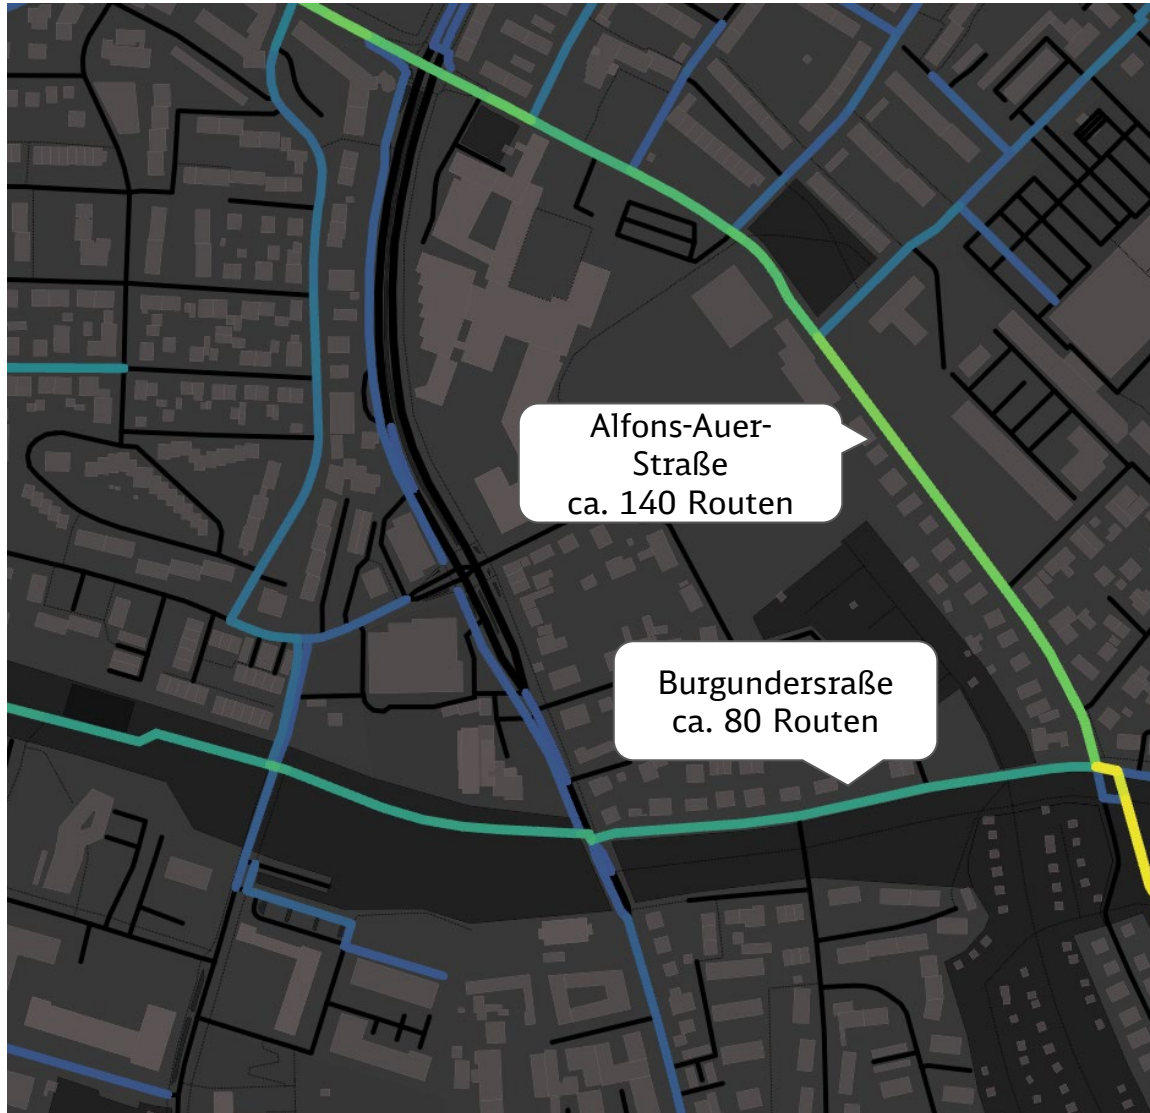 Alfons-Auer-
Straße
ca. 140 Routen
Burgundersraße
ca. 80 Routen